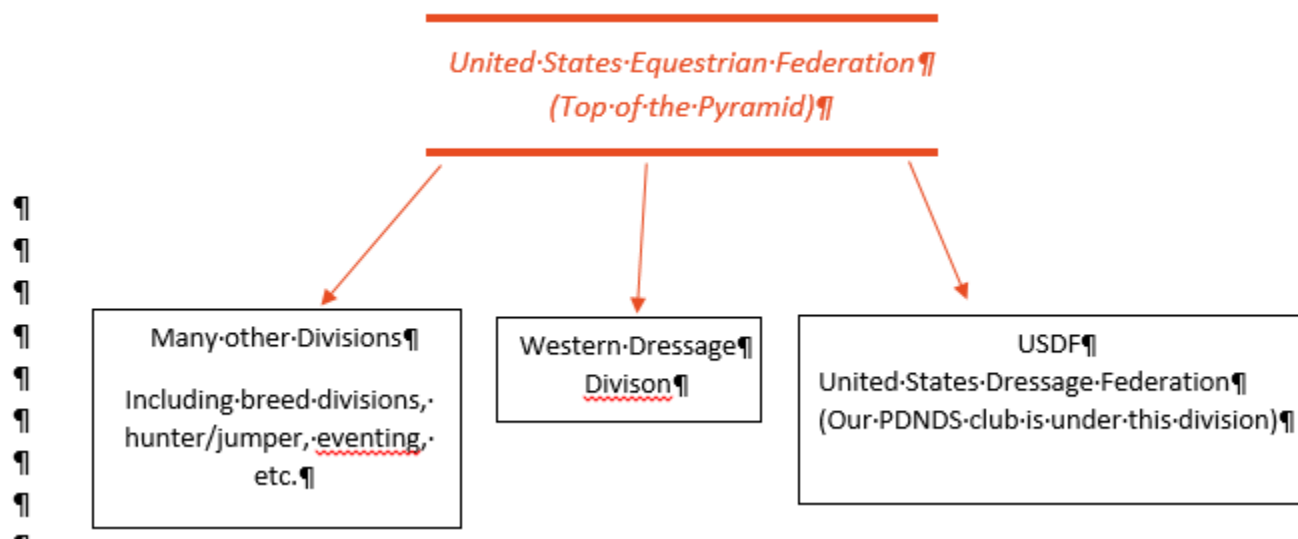 United States Equestrian Federation¶
(Top of the Pyramid)¶
¶
¶
¶
¶
¶
¶
¶
¶
¶
Many other Divisions¶
Including breed divisions,
hunter/jumper, eventing,
etc.¶
Western Dressage¶
Divison¶
USDF¶
United States Dressage Federation¶
(Our PDNDS club is under this division)¶